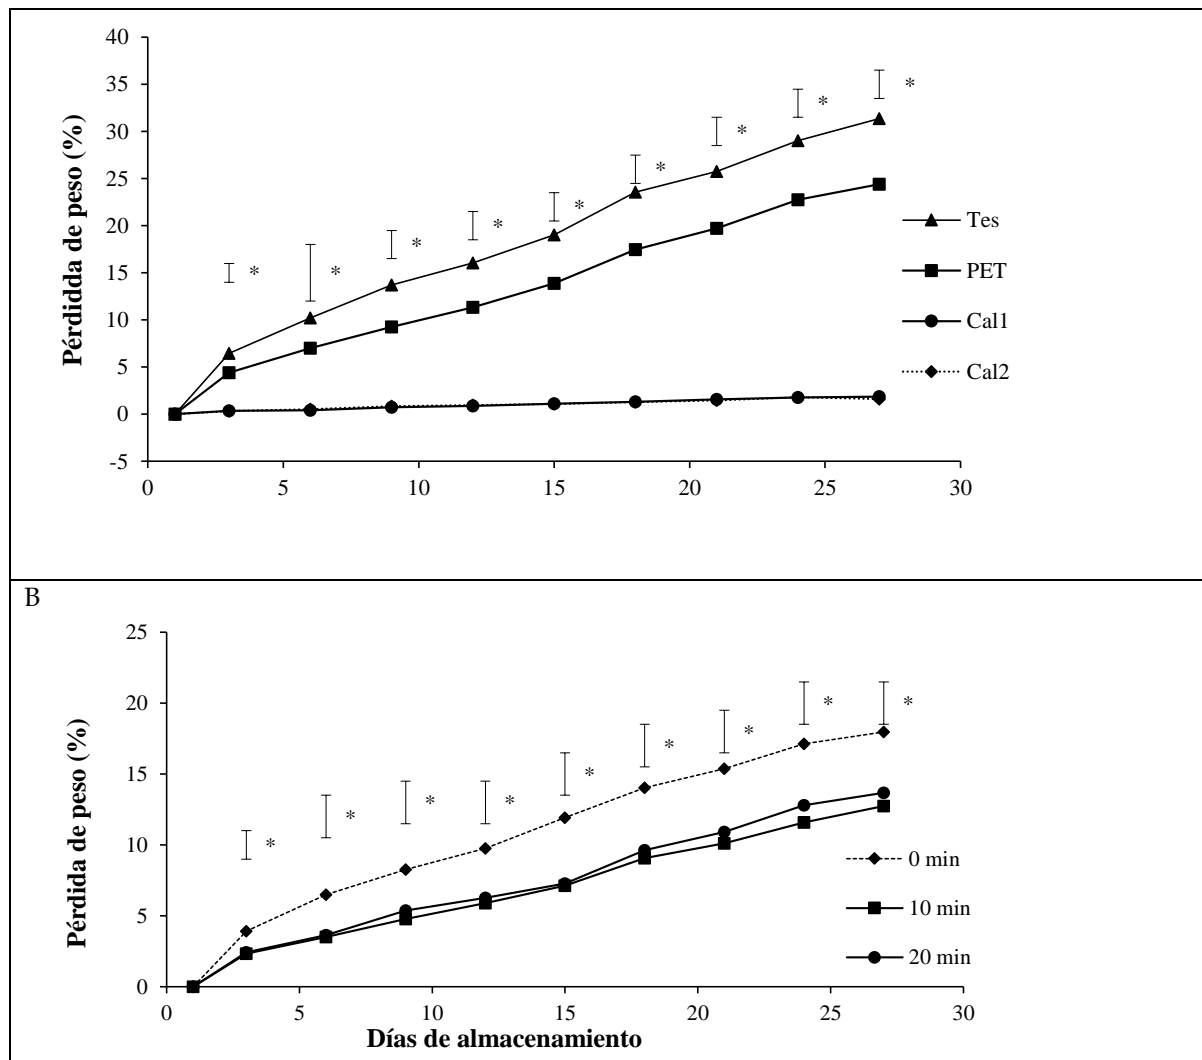 40
35
30
25
20
15
10
5
0
-5
Pérdidda de peso (%)
* * * * * * * * *
Tes
PET
Cal1
Cal2
0 5 10 15 20 25 30
B
25
20
15
10
5
0
Pérdida de peso (%)
* * * * * * * * *
0 min
10 min
20 min
0 5 10 15 20 25 30
Días de almacenamiento